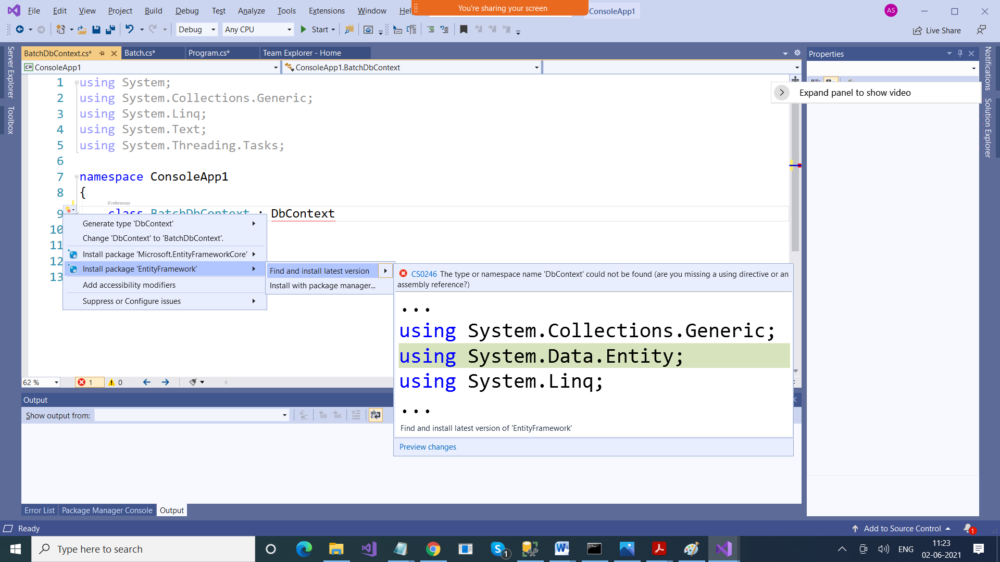 File Edit View Project Build Debug Test Analyze Tools Extensions Window Hel
You're sharing your screen
ConsoleApp1
AS
Debug Any CPU Start
Live Share
BatchDbContext.cs* Batch.cs* Program.cs* Team Explorer - Home
Properties
Server Explorer
Toolbox
Notifications
Solution Explorer
C# ConsoleApp1 ConsoleApp1.BatchDbContext
Expand panel to show video
1 using System;
2 using System.Collections.Generic;
3 using System.Linq;
4 using System.Text;
5 using System.Threading.Tasks;
6
7 namespace ConsoleApp1
8 {
0 references
9 class BatchDbContext : DbContext
10
11
12
13
Generate type 'DbContext'
Change 'DbContext' to 'BatchDbContext'.
Install package 'Microsoft.EntityFrameworkCore'
Install package 'EntityFramework'
Add accessibility modifiers
Suppress or Configure issues
Find and install latest version
Install with package manager...
CS0246 The type or namespace name 'DbContext' could not be found (are you missing a using directive or an
assembly reference?)
...
using System.Collections.Generic;
using System.Data.Entity;
using System.Linq;
...
Find and install latest version of 'EntityFramework'
Preview changes
62 % 1 0
Output
Show output from:
Error List Package Manager Console Output
Ready
Add to Source Control 1
Type here to search
1
ENG
11:23
02-06-2021